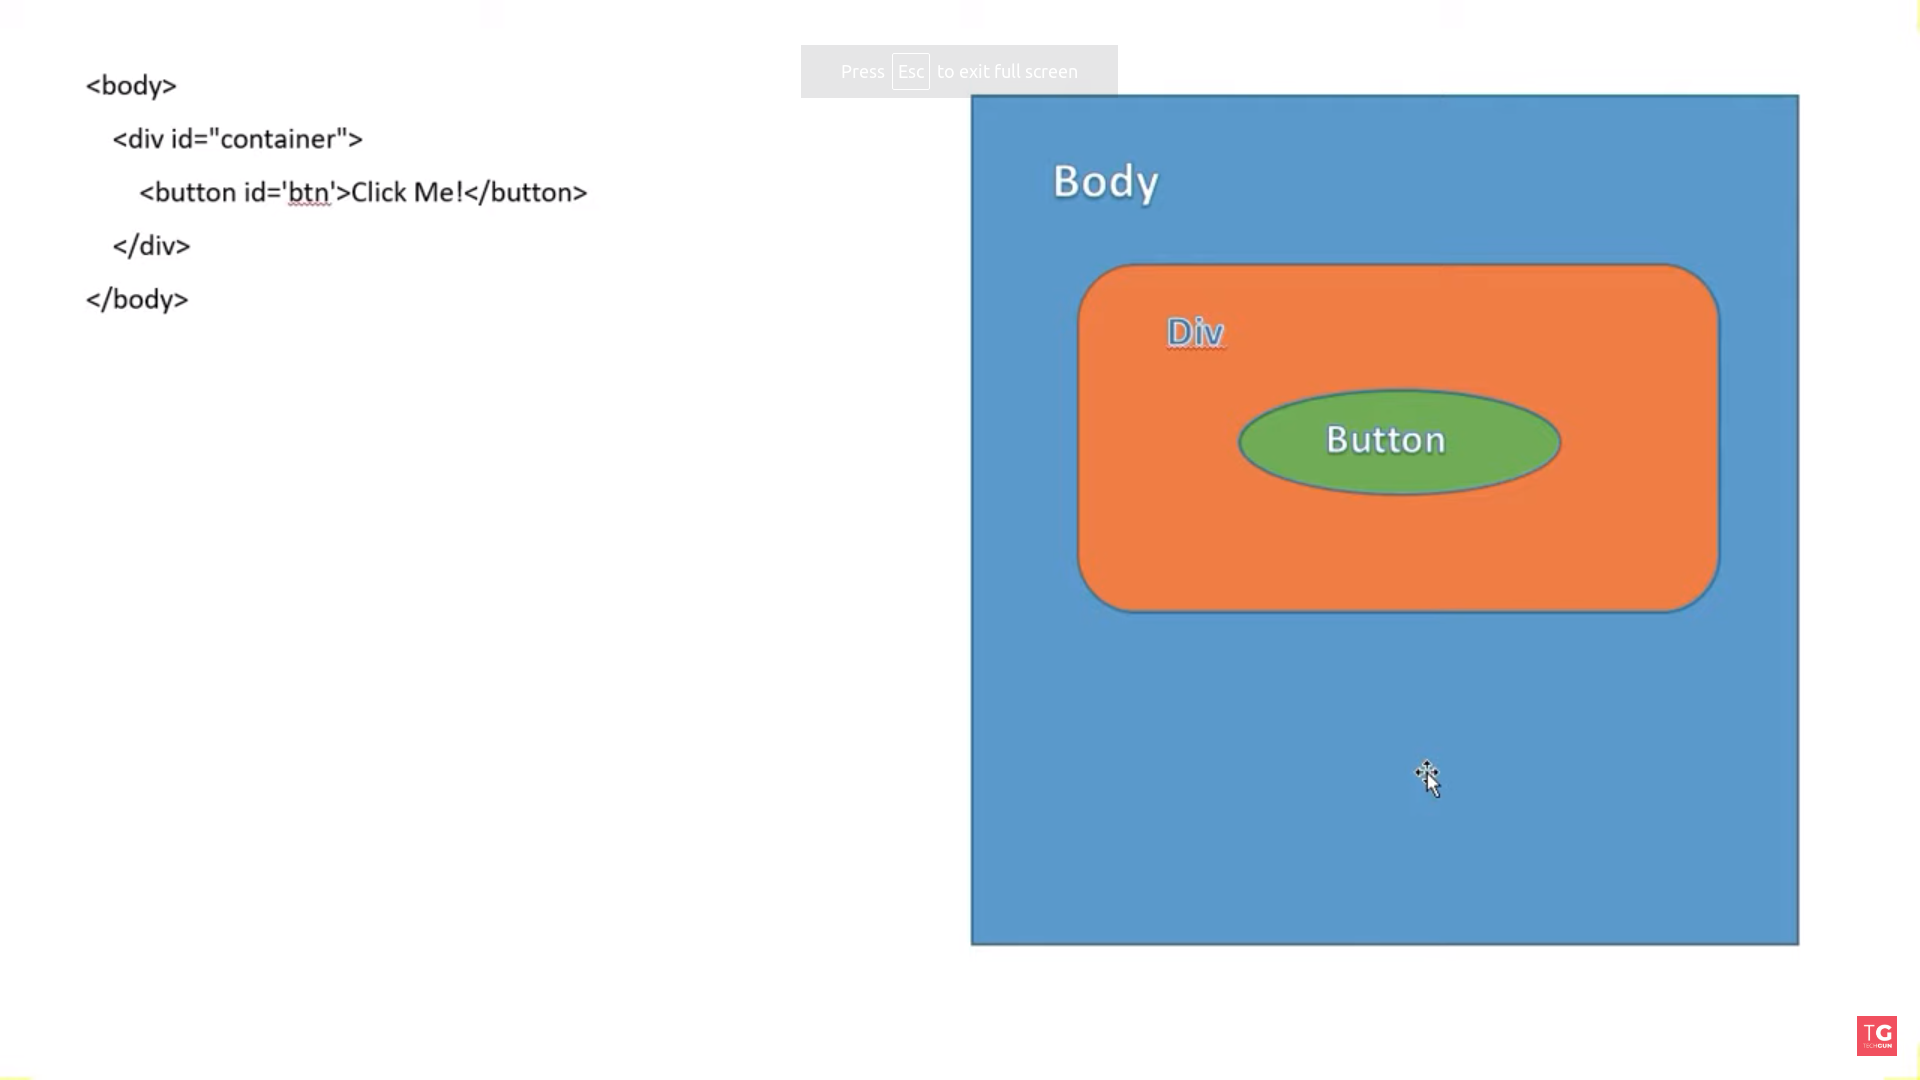 Press Esc to exit full screen
<body>
<div id="container">
<button id='btn'>Click Me!</button>
</div>
</body>
Body
Div
Button
TG
TECHGUN